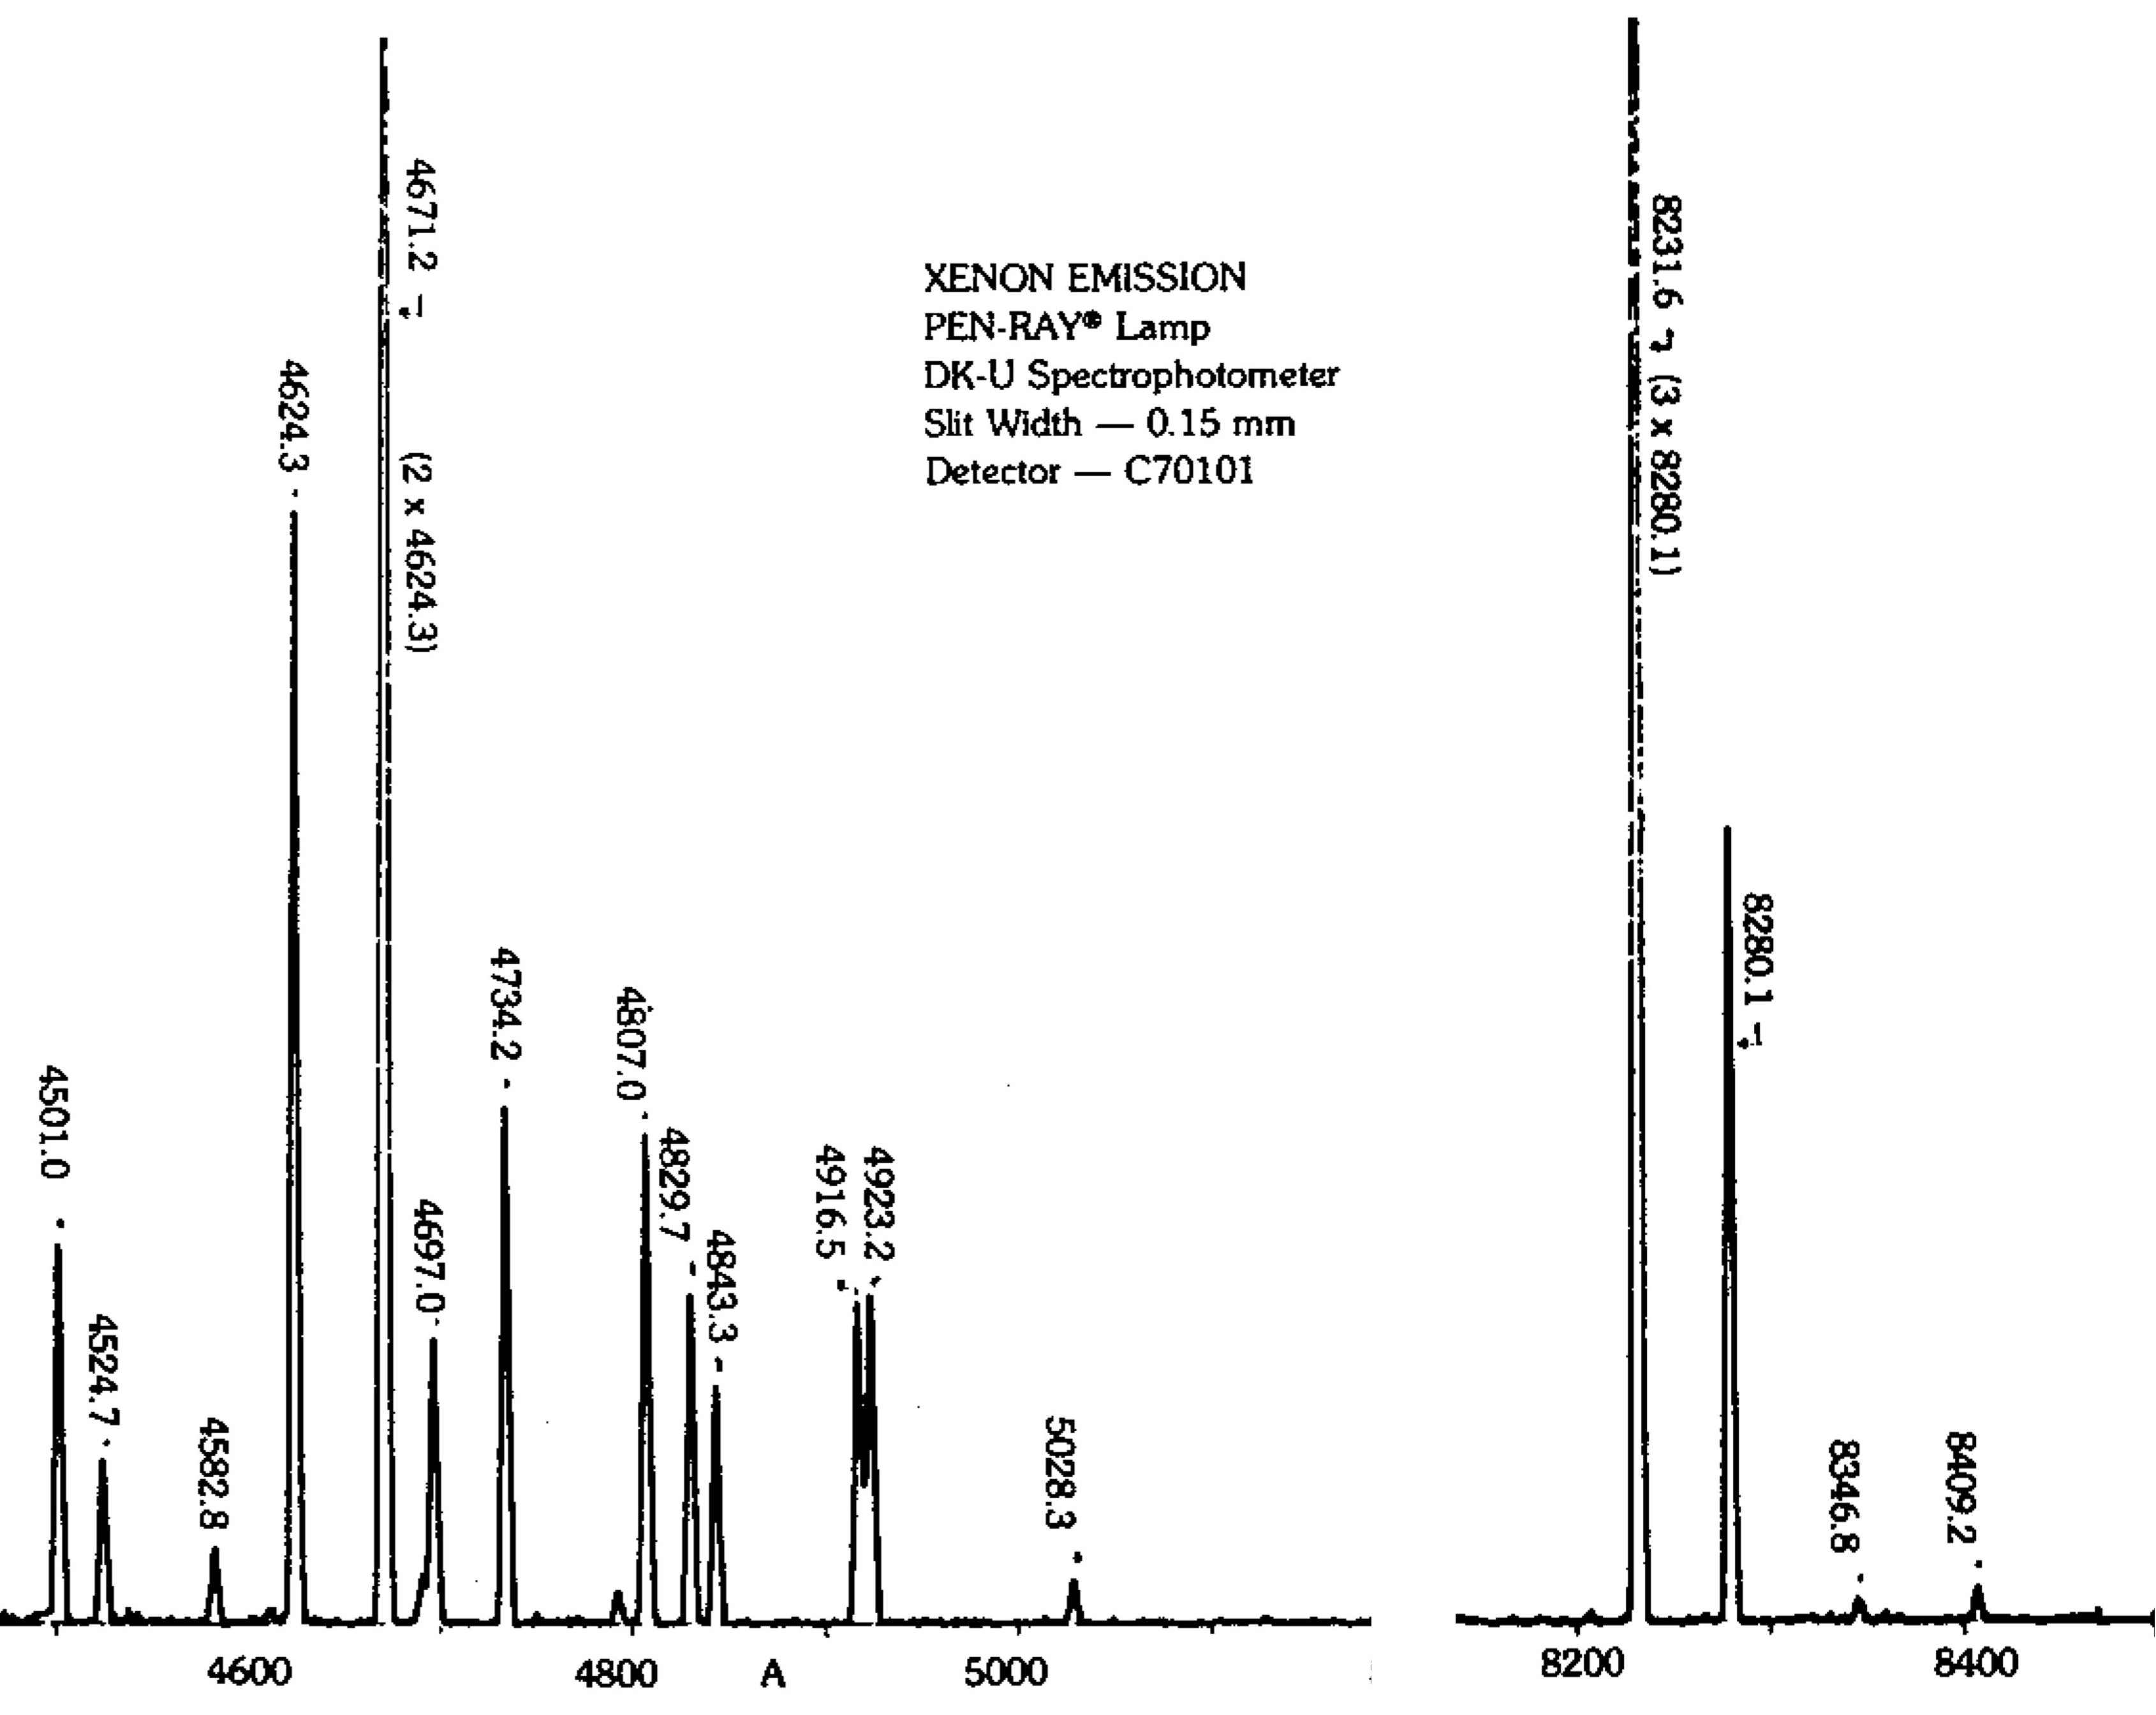 4671.2
(2 x 4624.3)
4624.3
8231.6 (3 x 8280.1)
XENON EMISSION
PEN-RAY® Lamp
DK-U Spectrophotometer
Slit Width — 0.15 mm
Detector — C70101
8280.1
4734.2
4807.0
4501.0
4829.7
4916.5
4923.2
4697.0
4843.3
4524.7
4582.8
5028.3
8346.8
8409.2
4600 4800 A 5000 8200 8400